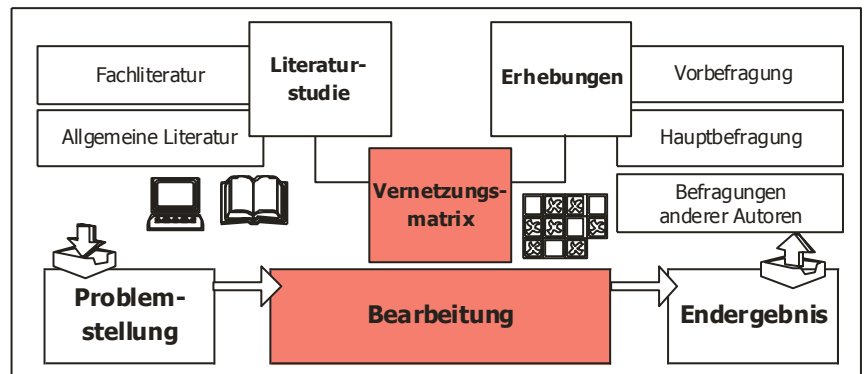 Fachliteratur
Allgemeine Literatur
Literatur-
studie
Erhebungen
Vorbefragung
Hauptbefragung
Befragungen
anderer Autoren
Vernetzungs-
matrix
Problem-
stellung
Bearbeitung
Endergebnis